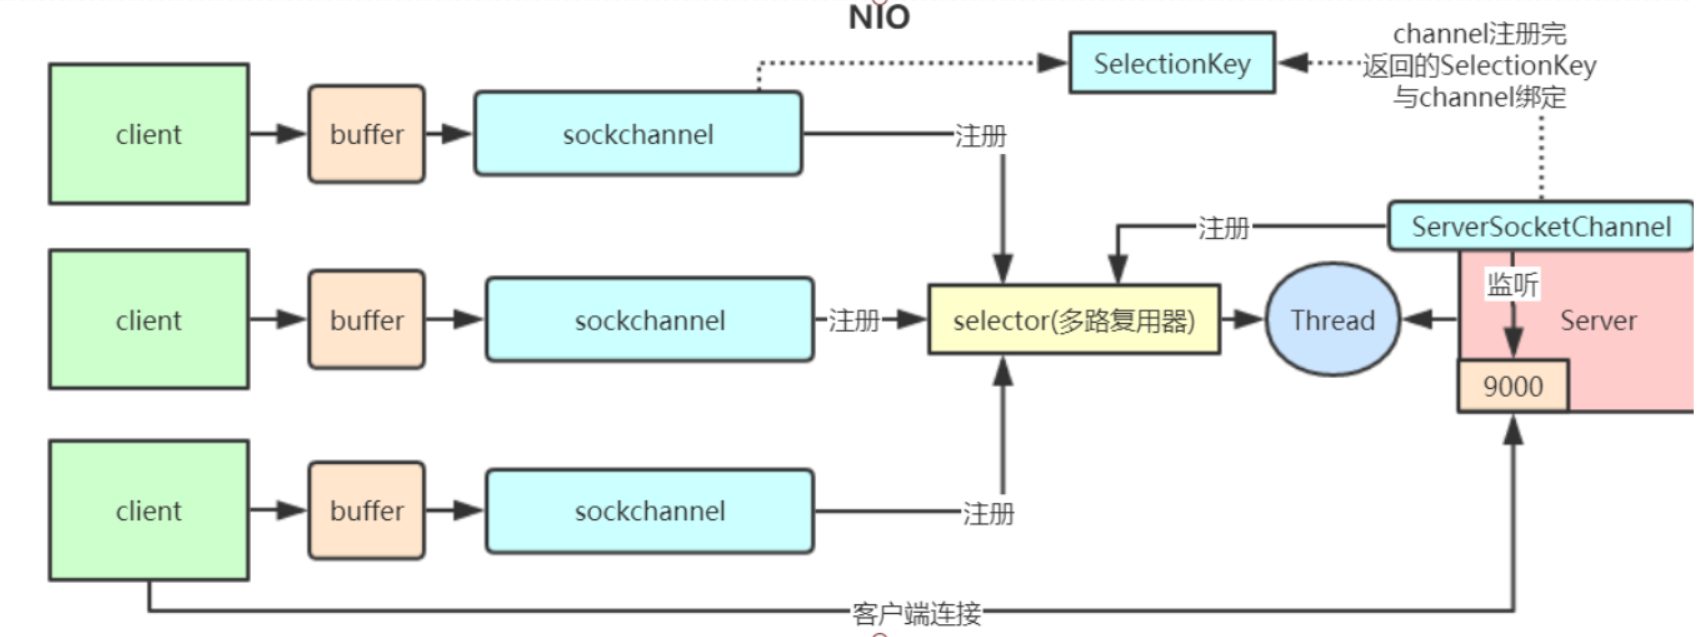 NIO
channel注册完
返回的SelectionKey
与channel绑定
SelectionKey
client
buffer
sockchannel
注册
注册
ServerSocketChannel
监听
client
buffer
sockchannel
注册
selector(多路复用器)
Thread
Server
9000
client
buffer
sockchannel
注册
客户端连接